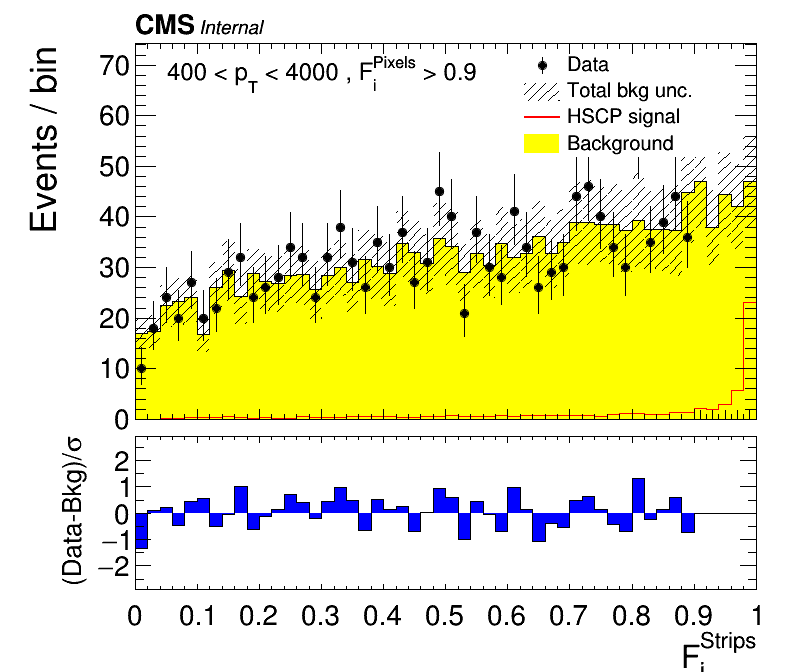 CMS Internal
400 < p_T < 4000 , F_i^Pixels > 0.9
Data
Total bkg unc.
HSCP signal
Background
Events / bin
70
60
50
40
30
20
10
0
(Data-Bkg)/σ
2
1
0
−1
−2
0 0.1 0.2 0.3 0.4 0.5 0.6 0.7 0.8 0.9 1
F_i^Strips